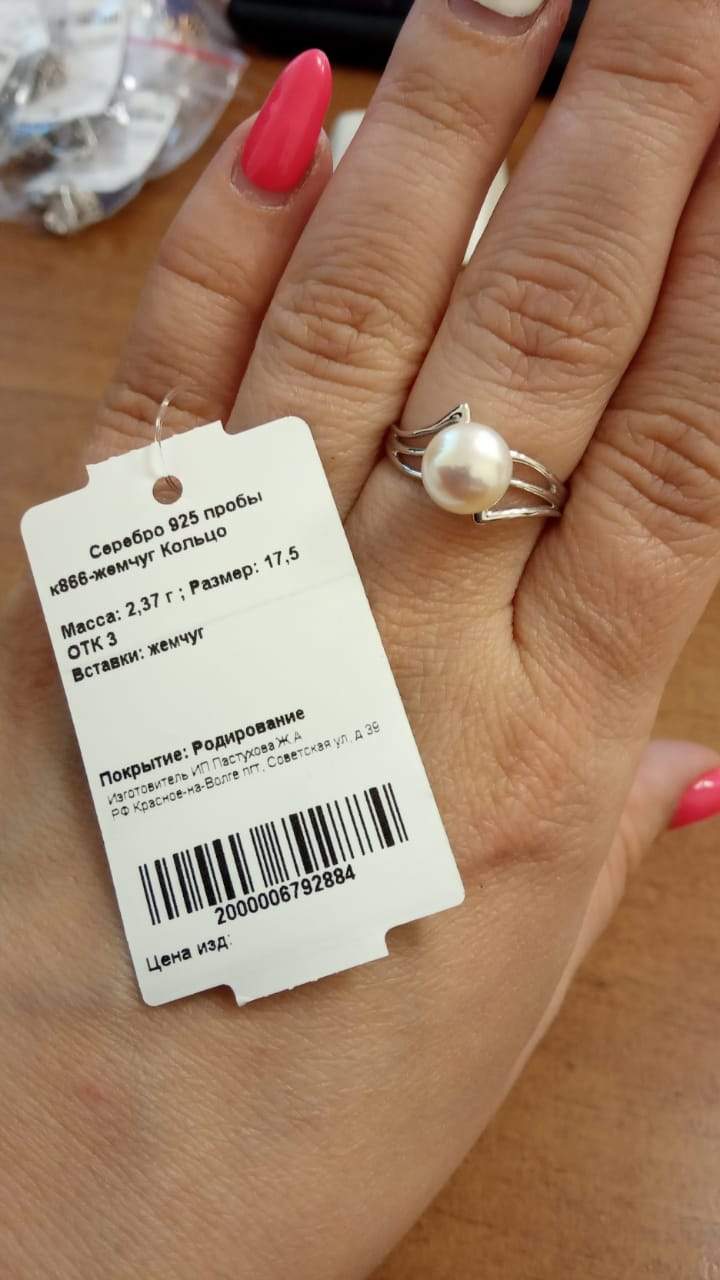 Серебро 925 пробы
к866-жемчуг Кольцо
Масса: 2,37 г ; Размер: 17,5
ОТК 3
Вставки: жемчуг
Покрытие: Родирование
Изготовитель ИП Пастухова Ж.А
РФ Красное-на-Волге пгт, Советская ул, д 39
2000006792884
Цена изд: